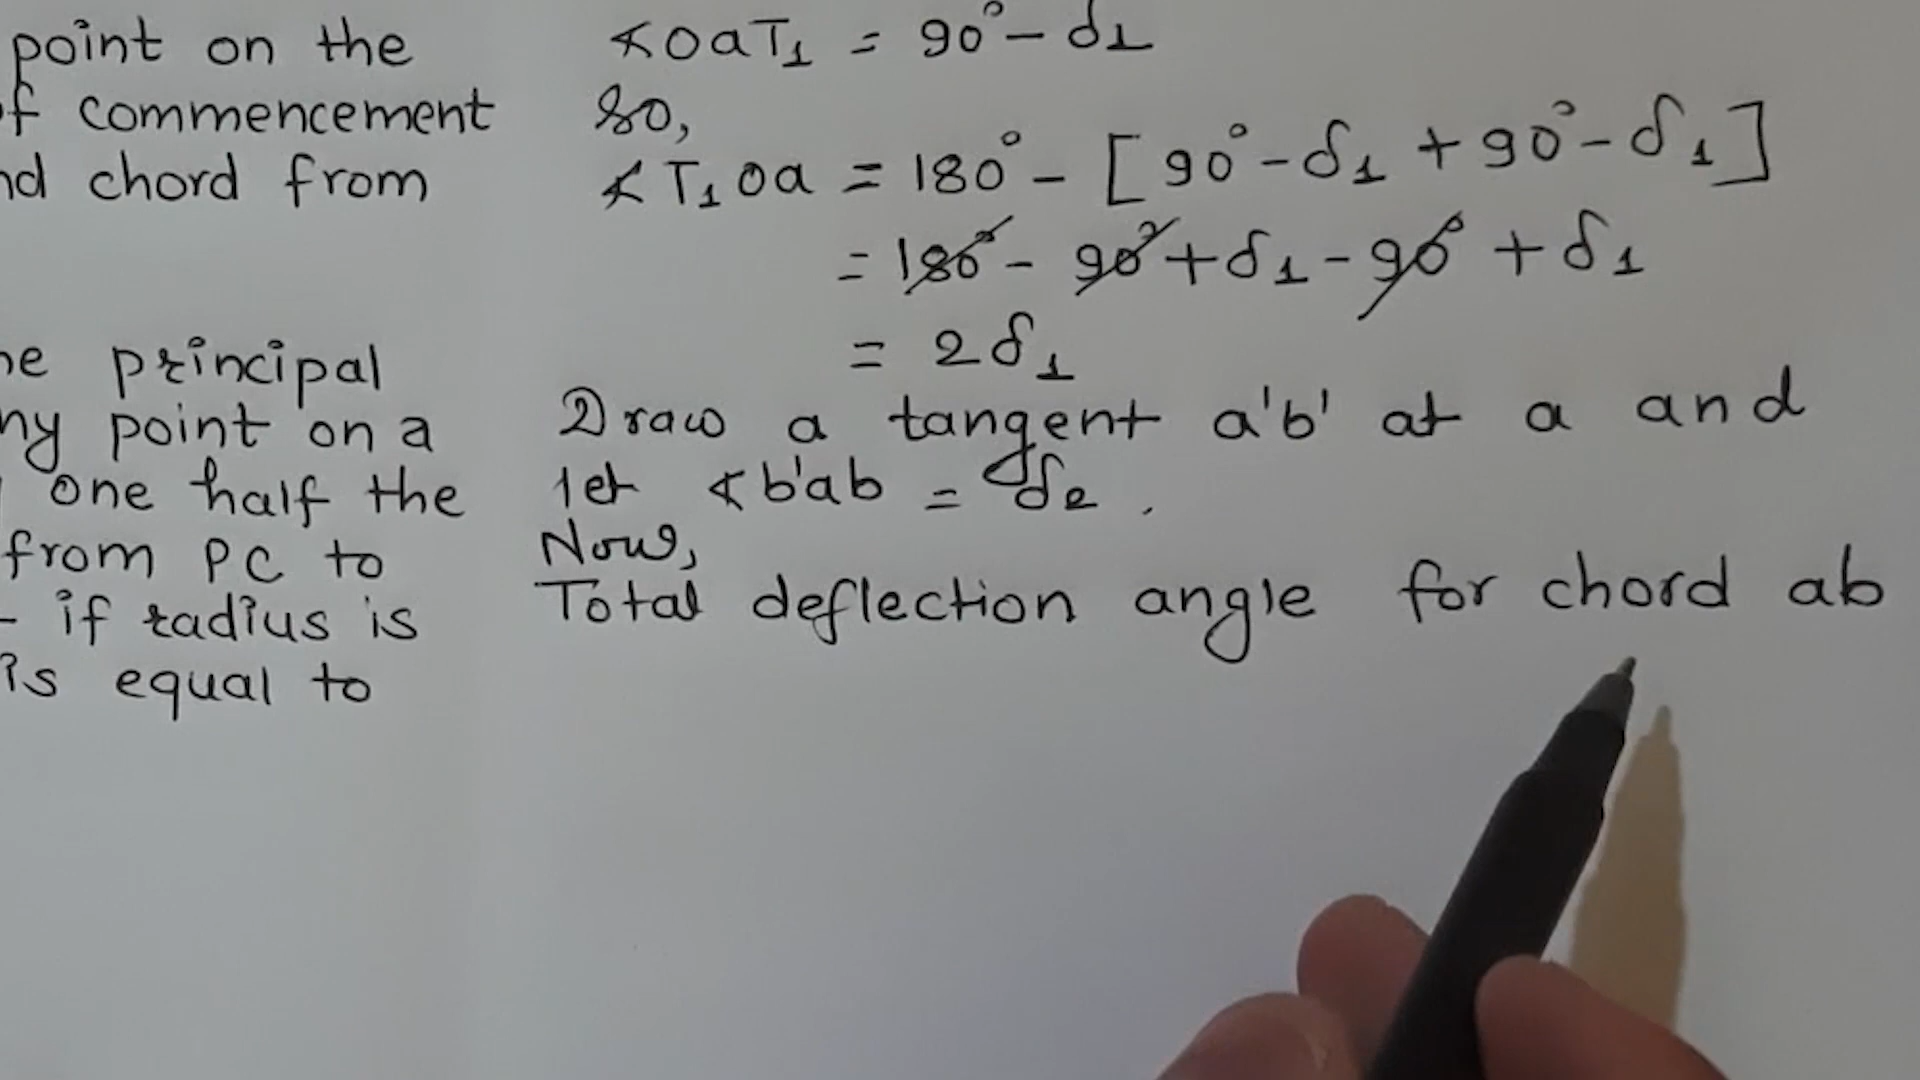 point on the
of commencement
nd chord from
ne principal
ny point on a
one half the
from PC to
- if radius is
is equal to
∡OaT₁ = 90° - δ₁
so,
∡T₁Oa = 180° - [90° - δ₁ + 90° - δ₁]
= 180° - 90° + δ₁ - 90° + δ₁
= 2δ₁
Draw a tangent a'b' at a and
let ∡b'ab = δ₂.
Now,
Total deflection angle for chord ab